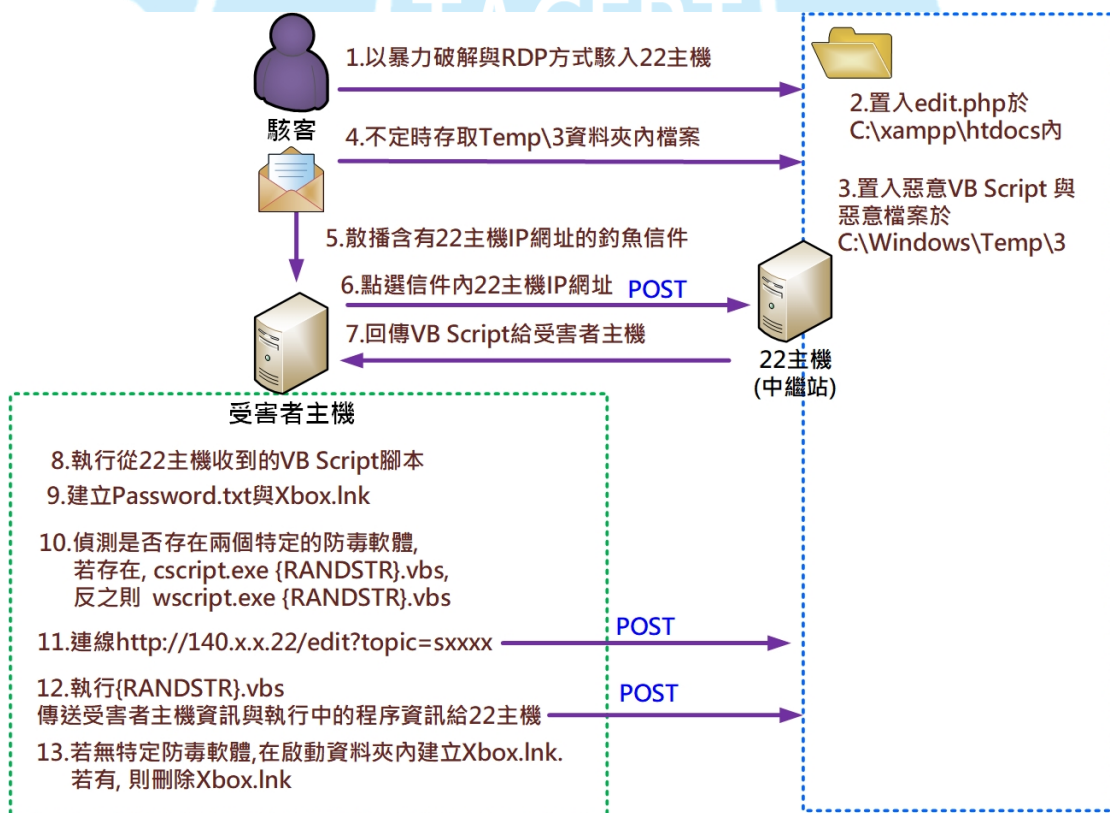 TACERT
1.以暴力破解與RDP方式駭入22主機
駭客
2.置入edit.php於
C:\xampp\htdocs內
4.不定時存取Temp\3資料夾內檔案
3.置入惡意VB Script 與
惡意檔案於
C:\Windows\Temp\3
5.散播含有22主機IP網址的釣魚信件
6.點選信件內22主機IP網址 POST
7.回傳VB Script給受害者主機
22主機
(中繼站)
受害者主機
8.執行從22主機收到的VB Script腳本
9.建立Password.txt與Xbox.lnk
10.偵測是否存在兩個特定的防毒軟體,
若存在, cscript.exe {RANDSTR}.vbs,
反之則 wscript.exe {RANDSTR}.vbs
11.連線http://140.x.x.22/edit?topic=sxxxx POST
12.執行{RANDSTR}.vbs POST
傳送受害者主機資訊與執行中的程序資訊給22主機
13.若無特定防毒軟體,在啟動資料夾內建立Xbox.lnk.
若有, 則刪除Xbox.lnk